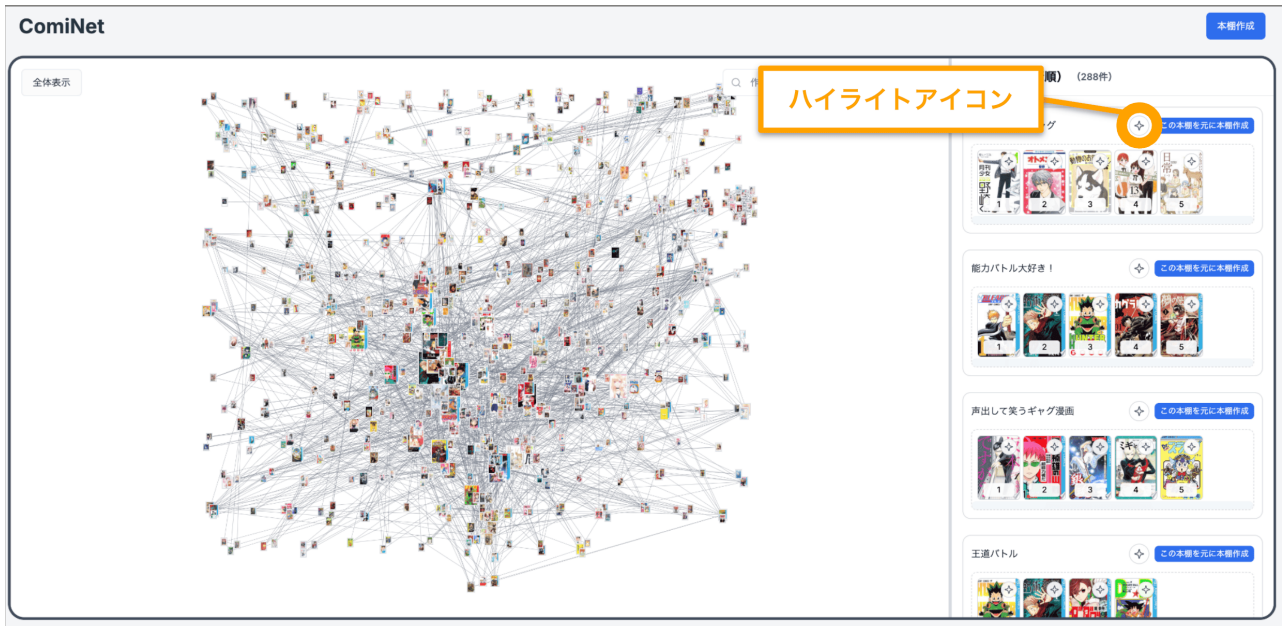 ComiNet
本棚作成
全体表示
作
順） （288件）
ハイライトアイコン
グ
この本棚を元に本棚作成
1 2 3 4 5
能力バトル大好き！
この本棚を元に本棚作成
1 2 3 4 5
声出して笑うギャグ漫画
この本棚を元に本棚作成
1 2 3 4 5
王道バトル
この本棚を元に本棚作成